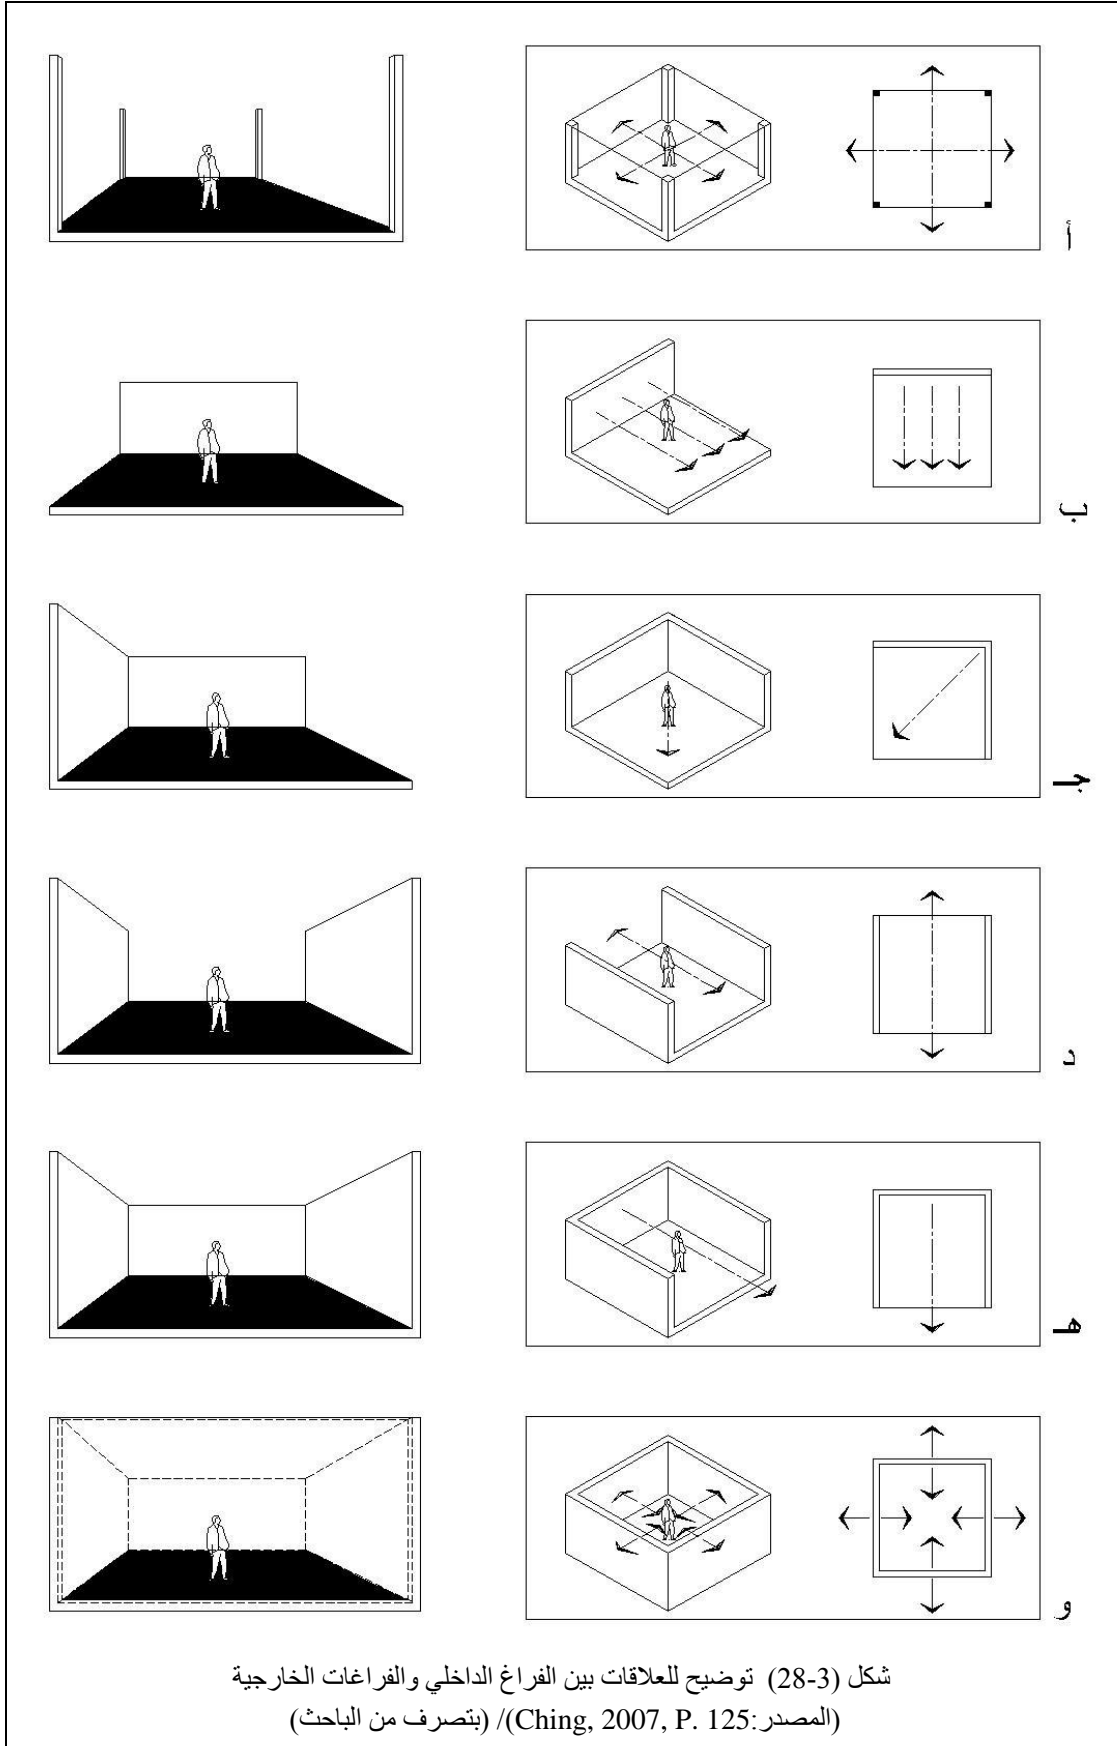 أ
ب
جـ
د
هـ
و
شكل (3-28) توضيح للعلاقات بين الفراغ الداخلي والفراغات الخارجية
(المصدر:Ching, 2007, P. 125)/ (بتصرف من الباحث)